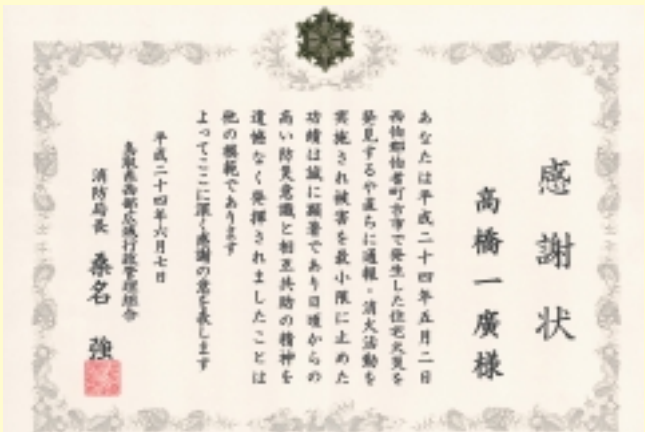 感謝状
高橋一廣様
あなたは平成二十四年五月二日
西伯郡伯耆町吉市で発生した住宅火災を
発見するや直ちに通報・消火活動を
実施され被害を最小限に止めた
功績は誠に顕著であり日頃からの
高い防災意識と相互共助の精神を
遺憾なく発揮されましたことは
他の模範であります
よってここに深く感謝の意を表します
平成二十四年六月七日
鳥取県西部広域行政管理組合
消防局長 桑名 強